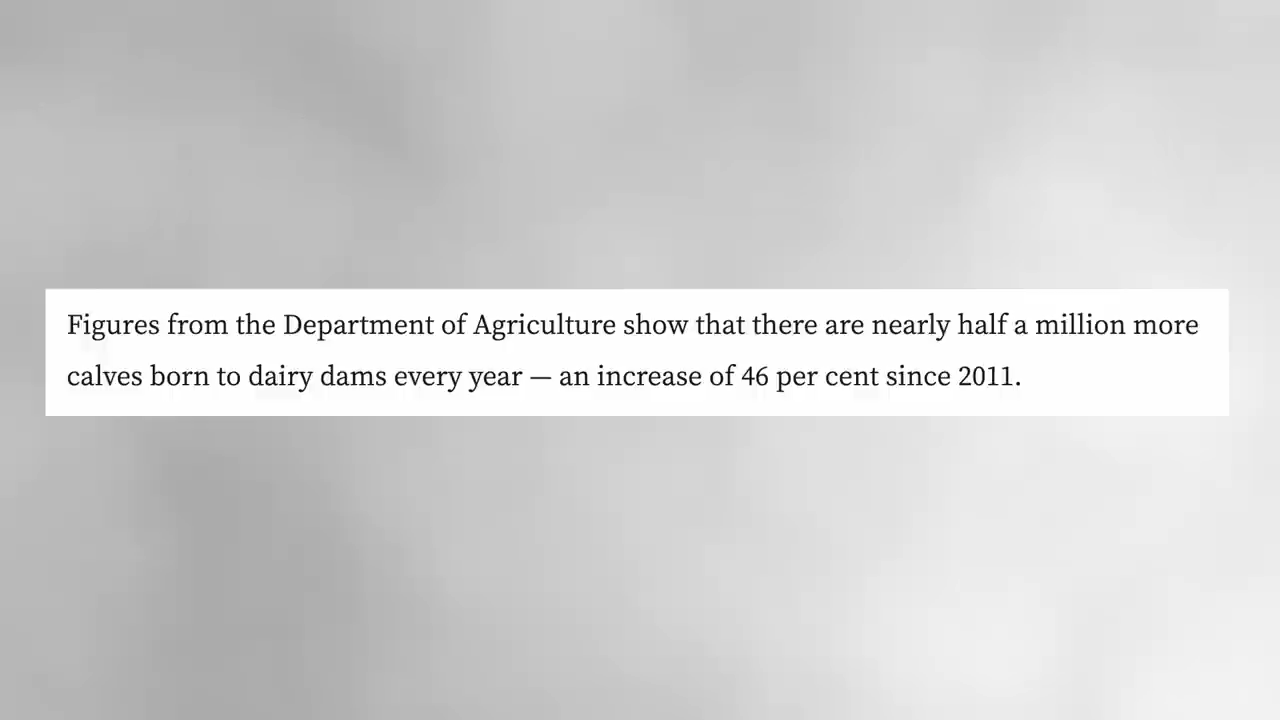 Figures from the Department of Agriculture show that there are nearly half a million more
calves born to dairy dams every year — an increase of 46 per cent since 2011.